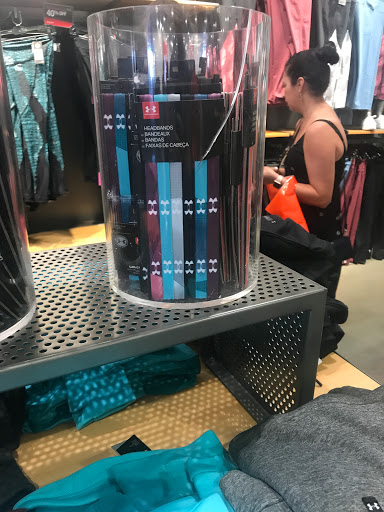 40%
OFF
HEADBANDS
BANDEAUX
BANDAS
FAIXAS DE CABEÇA